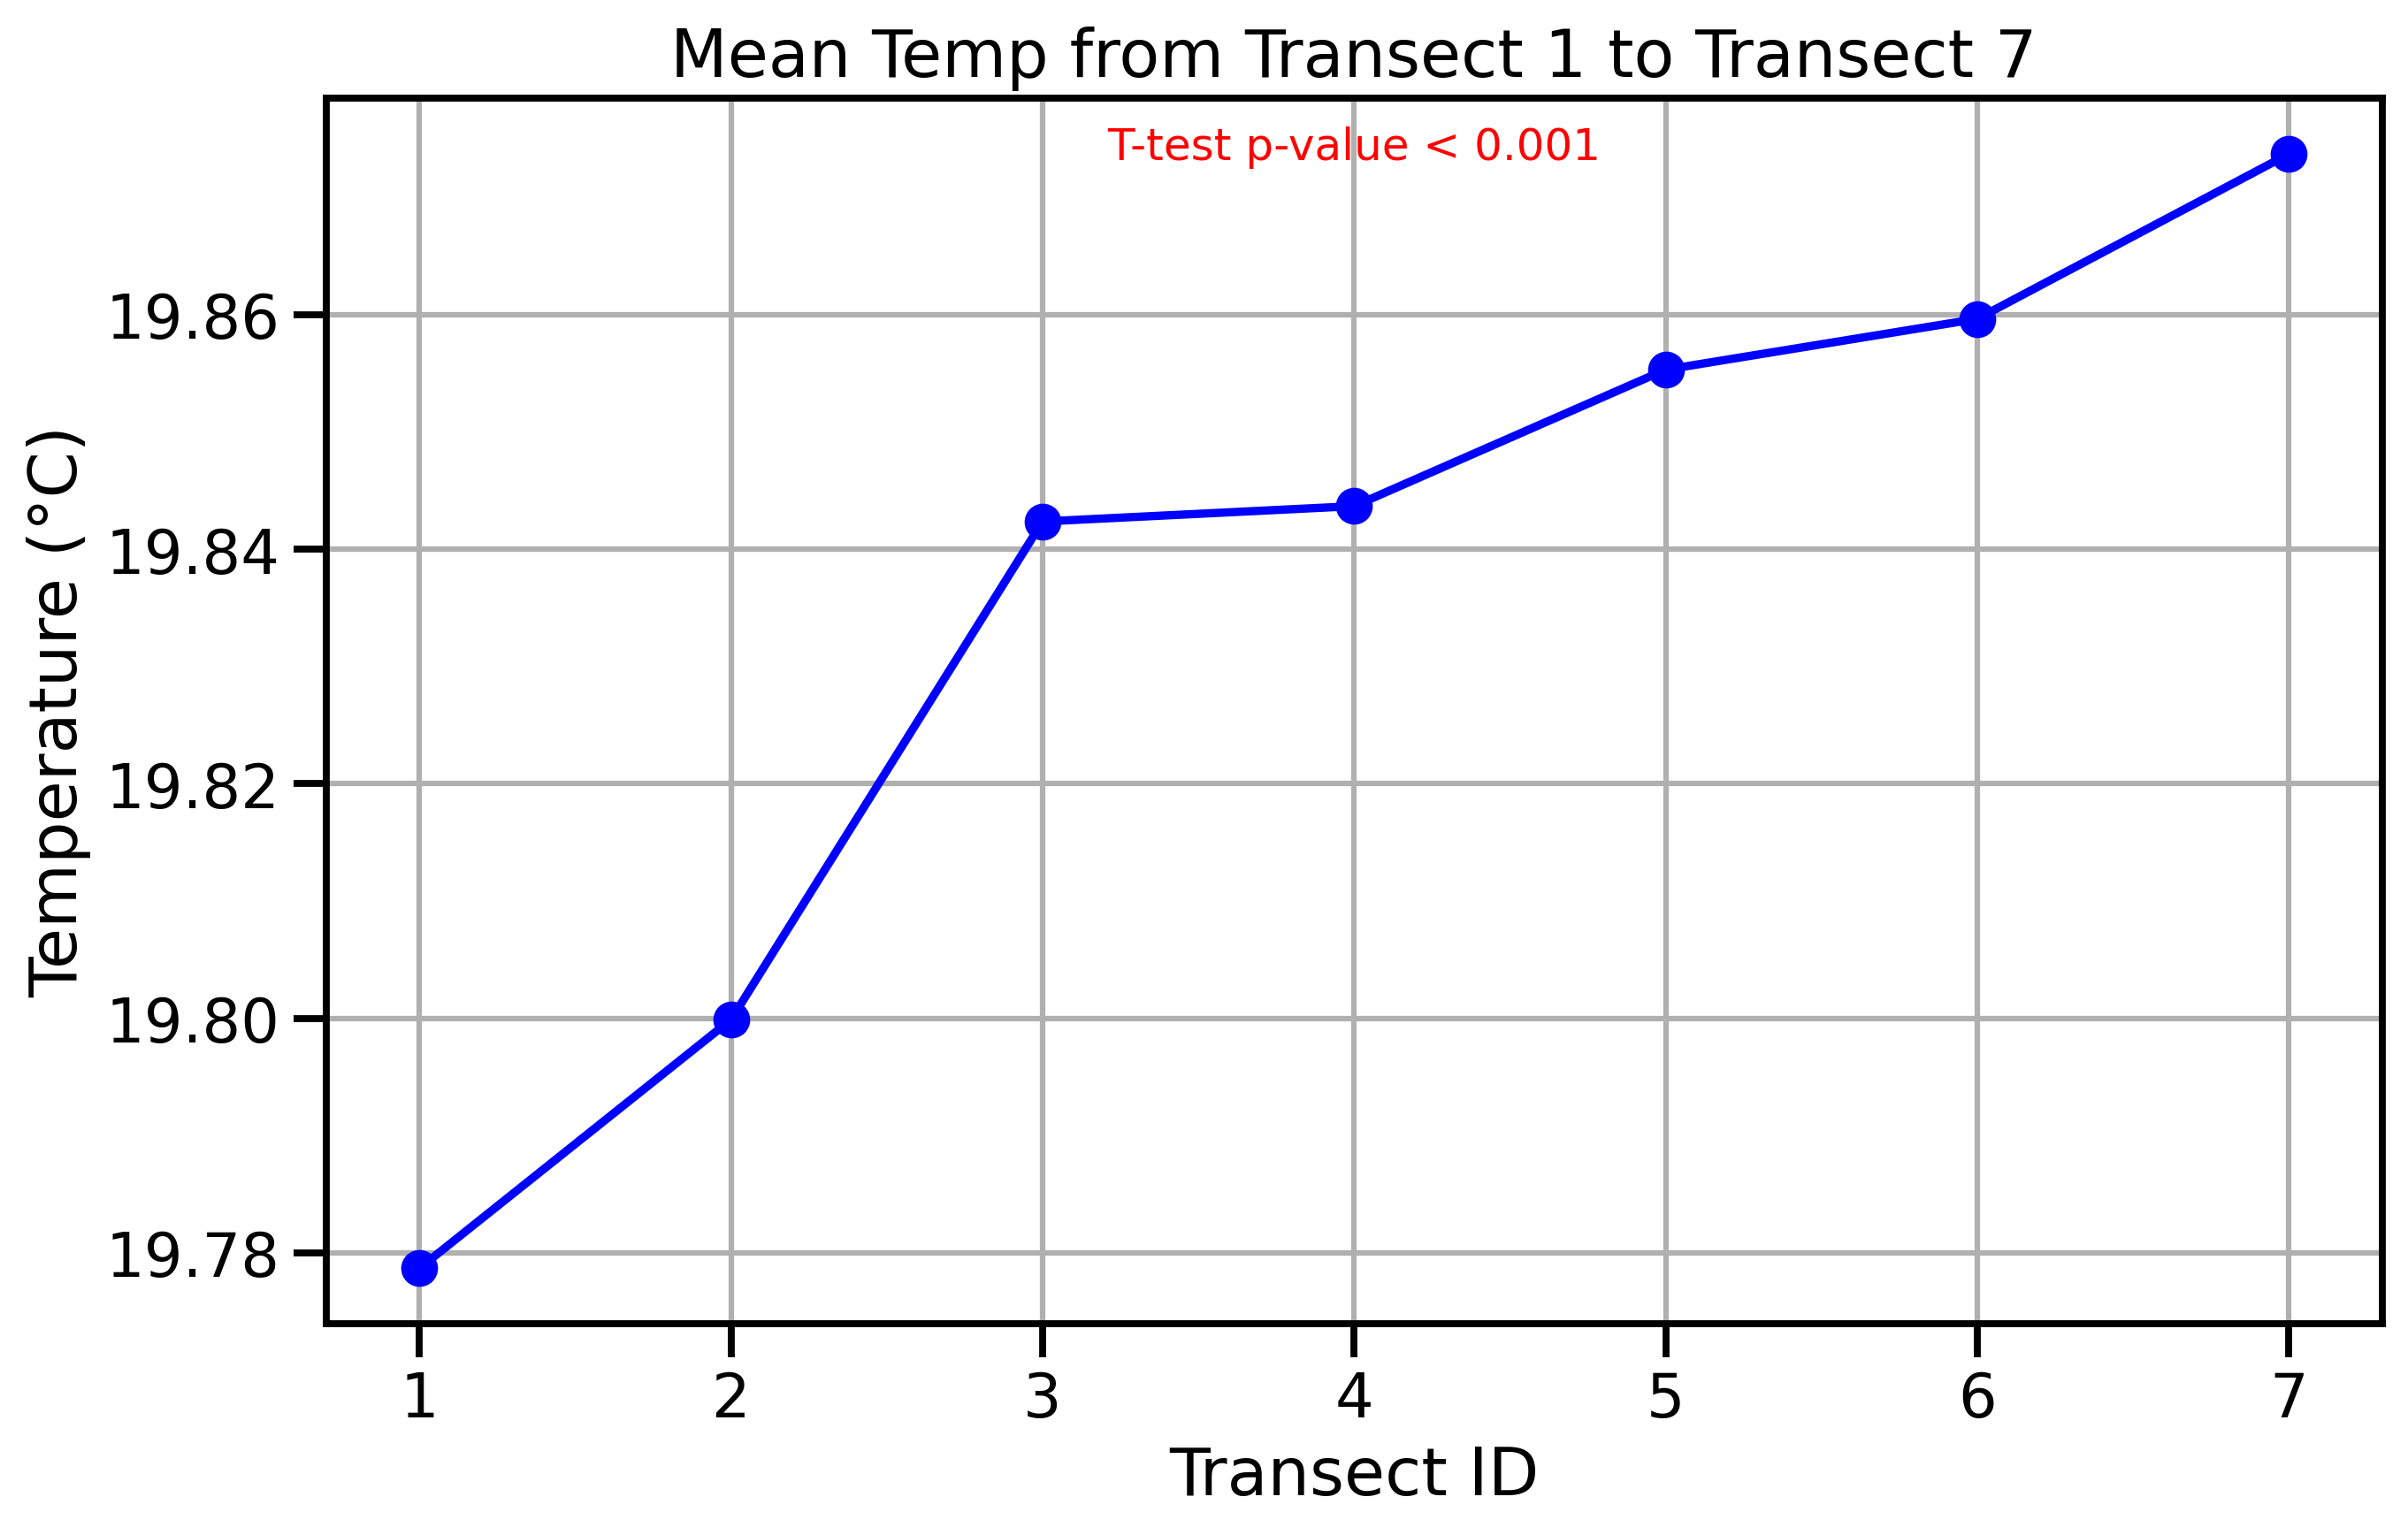 Mean Temp from Transect 1 to Transect 7
T-test p-value < 0.001
Temperature (°C)
19.86
19.84
19.82
19.80
19.78
1 2 3 4 5 6 7
Transect ID